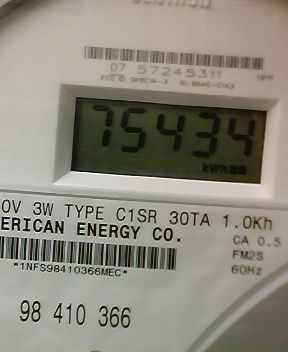 07 57245311
HPP
75434
kWh
0V 3W TYPE C1SR 30TA 1.0Kh
ERICAN ENERGY CO.
CA 0.5
FM2S
60Hz
*1NFS98410366MEC*
98 410 366